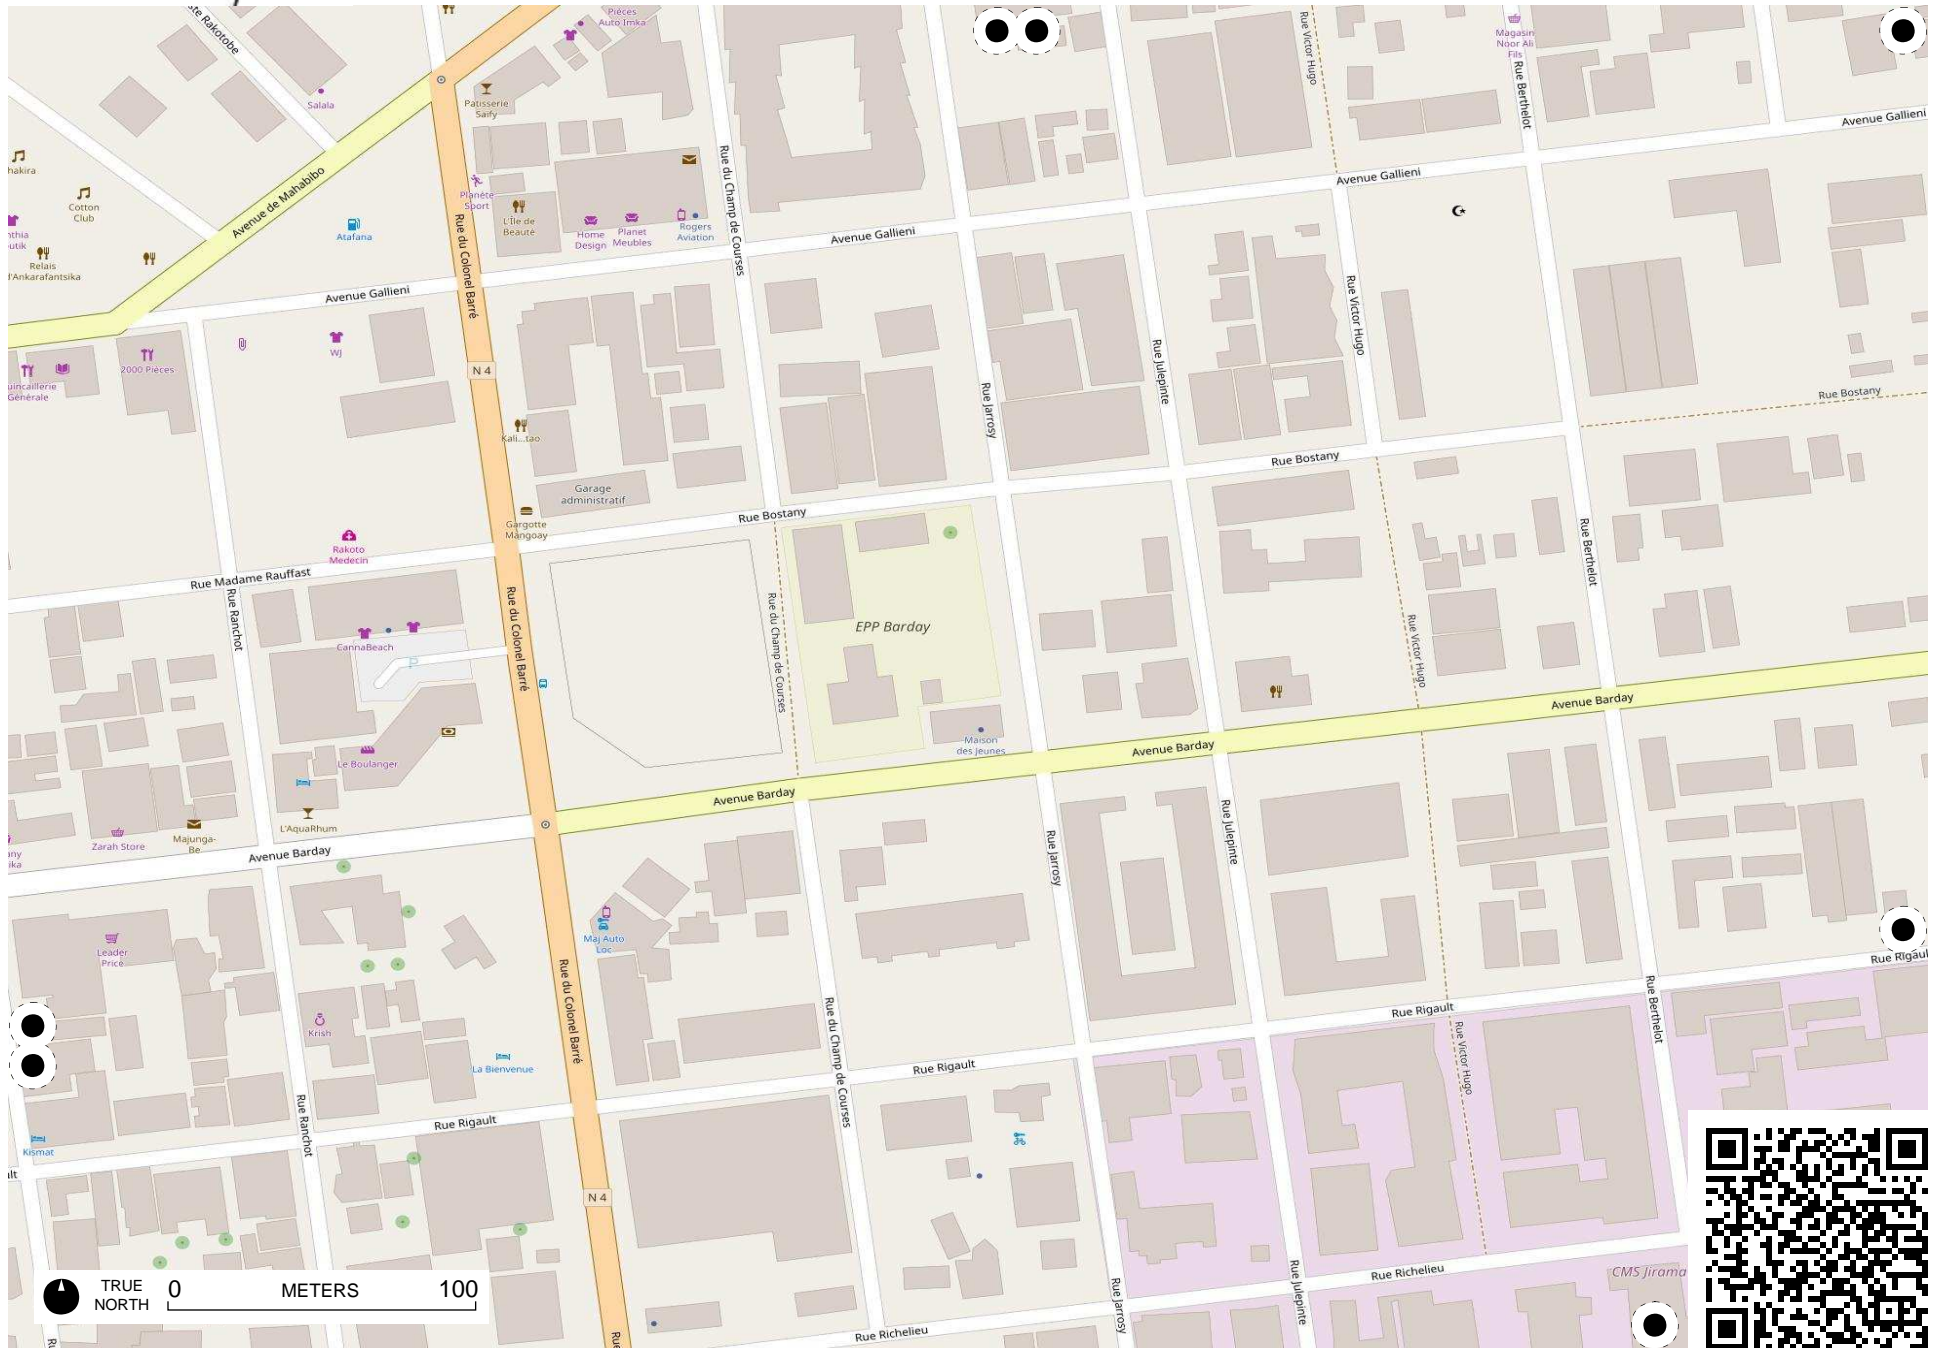 Pièces
Auto Imka
Rue Victor Hugo
Magasin
Noor Ali
Fils
Rue Berthelot
Salala
Patisserie
Saify
Avenue Gallieni
Cotton
Club
Avenue de Mahabibo
Atafana
Planète
Sport
L'Île de
Beauté
Home
Design
Planet
Meubles
Rogers
Aviation
Rue du Champ de Courses
Avenue Gallieni
Avenue Gallieni
Relais
d'Ankarafantsika
Rue du Colonel Barré
Avenue Gallieni
WJ
2000 Pièces
Générale
N 4
Rue Jarrosy
Rue Julepinte
Rue Victor Hugo
Rue Bostany
Kali...tao
Rue Bostany
Garage
administratif
Gargotte
Mangoay
Rue Bostany
Rakoto
Medecin
Rue Madame Rauffast
Rue Ranchot
Rue du Colonel Barré
Rue du Champ de Courses
EPP Barday
Rue Victor Hugo
Rue Berthelot
CannaBeach
P
Maison
des Jeunes
Avenue Barday
Avenue Barday
Le Boulanger
Avenue Barday
L'AquaRhum
Zarah Store
Majunga-
Be
Avenue Barday
Rue Jarrosy
Rue Julepinte
Leader
Price
Maj Auto
Loc
Rue du Colonel Barré
Krish
La Bienvenue
Rue du Champ de Courses
Rue Rigault
Rue Rigault
Rue Victor Hugo
Rue Berthelot
Kismat
Rue Ranchot
Rue Rigault
N 4
Rue Jarrosy
Rue Julepinte
Rue Richelieu
CMS Jirama
Rue Richelieu
Rue
TRUE
NORTH
0 METERS 100